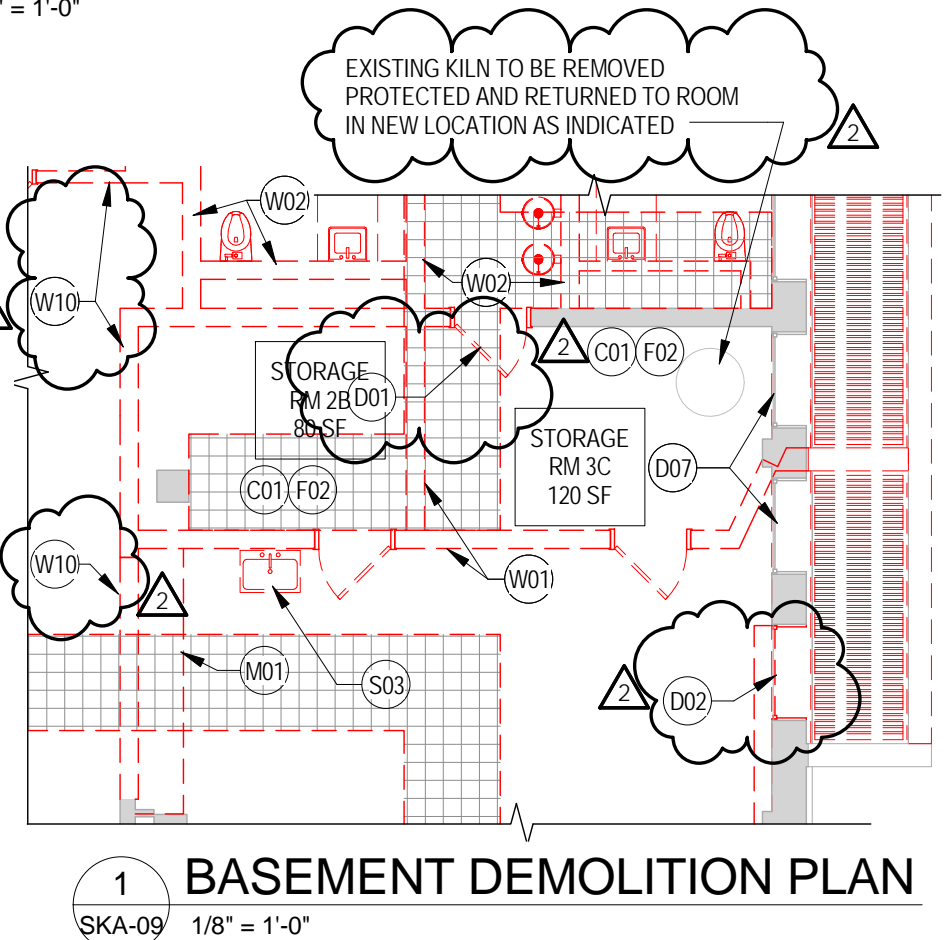 " = 1'-0"
EXISTING KILN TO BE REMOVED
PROTECTED AND RETURNED TO ROOM
IN NEW LOCATION AS INDICATED
2
W02
W10
W02
2
C01
F02
STORAGE
RM 2B
80 SF
D01
STORAGE
RM 3C
120 SF
D07
C01
F02
W10
2
W01
M01
S03
2
D02
1
BASEMENT DEMOLITION PLAN
SKA-09
1/8" = 1'-0"